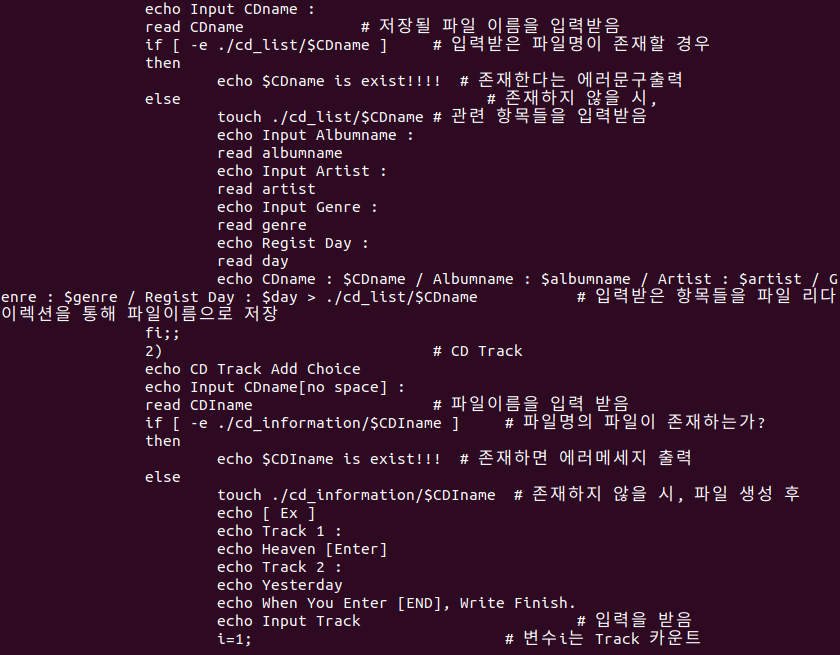 echo Input CDname :
read CDname # 저장될 파일 이름을 입력받음
if [ -e ./cd_list/$CDname ] # 입력받은 파일명이 존재할 경우
then
echo $CDname is exist!!!! # 존재한다는 에러문구출력
else # 존재하지 않을 시,
touch ./cd_list/$CDname # 관련 항목들을 입력받음
echo Input Albumname :
read albumname
echo Input Artist :
read artist
echo Input Genre :
read genre
echo Regist Day :
read day
echo CDname : $CDname / Albumname : $albumname / Artist : $artist / G
enre : $genre / Regist Day : $day > ./cd_list/$CDname # 입력받은 항목들을 파일 리다
이렉션을 통해 파일이름으로 저장
fi;;
2) # CD Track
echo CD Track Add Choice
echo Input CDname[no space] :
read CDIname # 파일이름을 입력 받음
if [ -e ./cd_information/$CDIname ] # 파일명의 파일이 존재하는가?
then
echo $CDIname is exist!!! # 존재하면 에러메세지 출력
else
touch ./cd_information/$CDIname # 존재하지 않을 시, 파일 생성 후
echo [ Ex ]
echo Track 1 :
echo Heaven [Enter]
echo Track 2 :
echo Yesterday
echo When You Enter [END], Write Finish.
echo Input Track # 입력을 받음
i=1; # 변수i는 Track 카운트